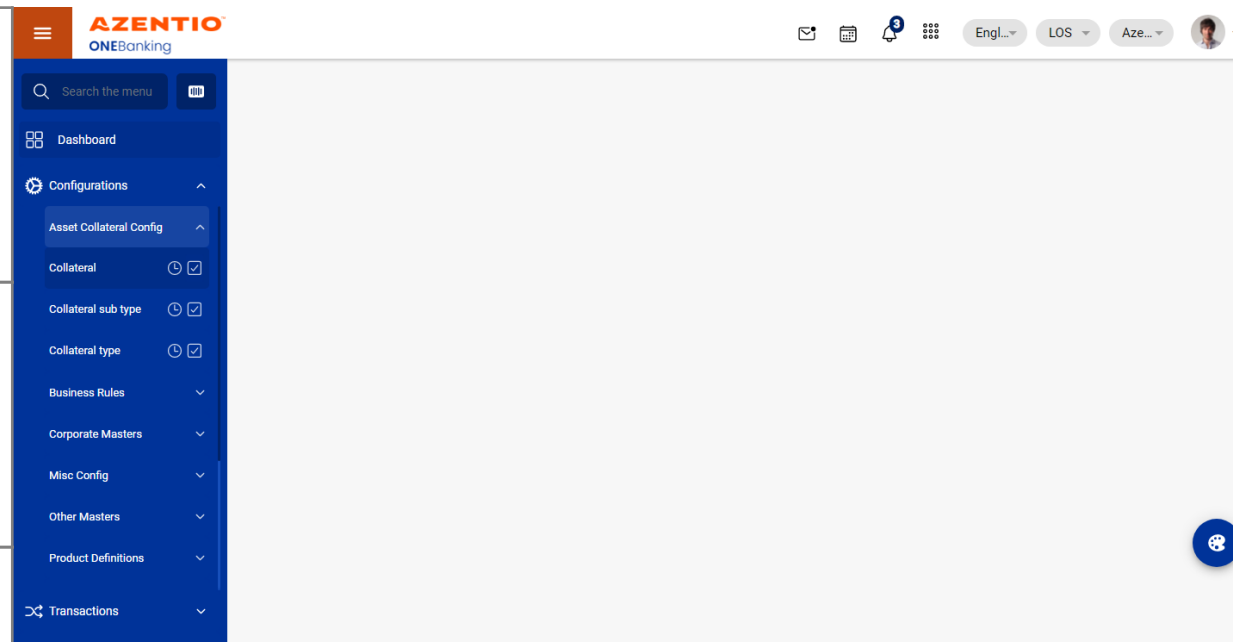 AZENTIO
ONEBanking
3
Engl...
LOS
Aze...
Search the menu
Dashboard
Configurations
Asset Collateral Config
Collateral
Collateral sub type
Collateral type
Business Rules
Corporate Masters
Misc Config
Other Masters
Product Definitions
Transactions